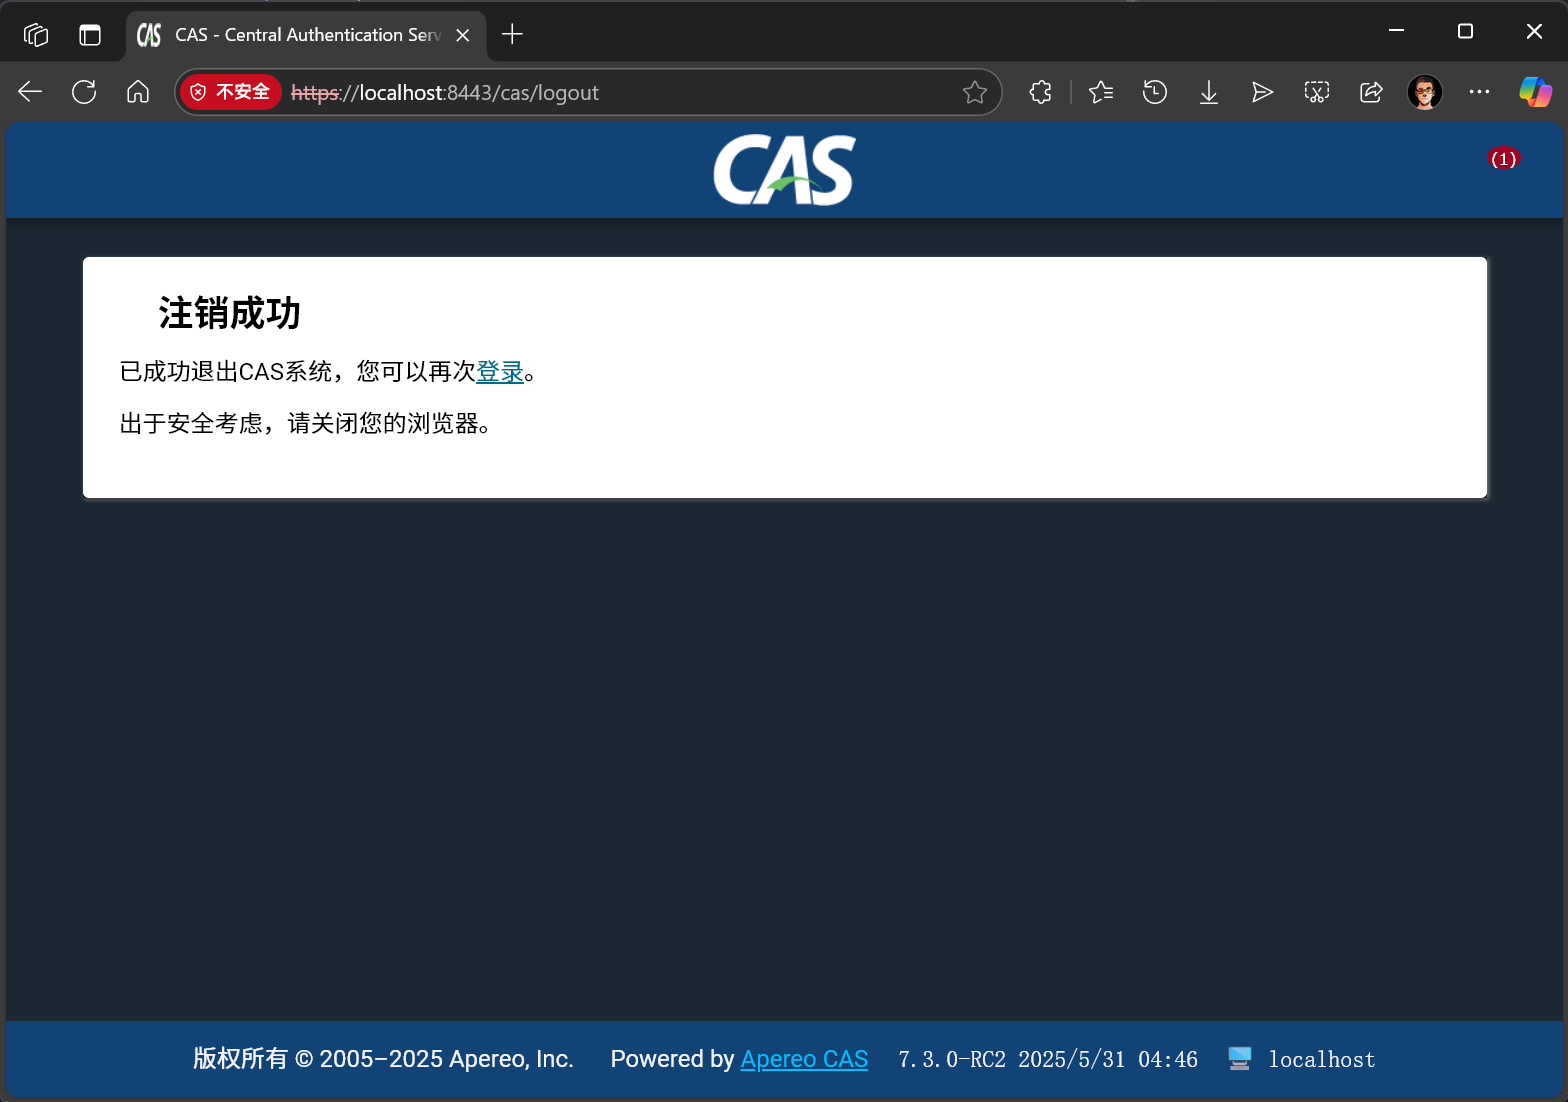 CAS - Central Authentication Serv
不安全 https://localhost:8443/cas/logout
CAS
(1)
注销成功
已成功退出CAS系统，您可以再次登录。
出于安全考虑，请关闭您的浏览器。
版权所有 © 2005–2025 Apereo, Inc. Powered by Apereo CAS 7.3.0-RC2 2025/5/31 04:46 localhost